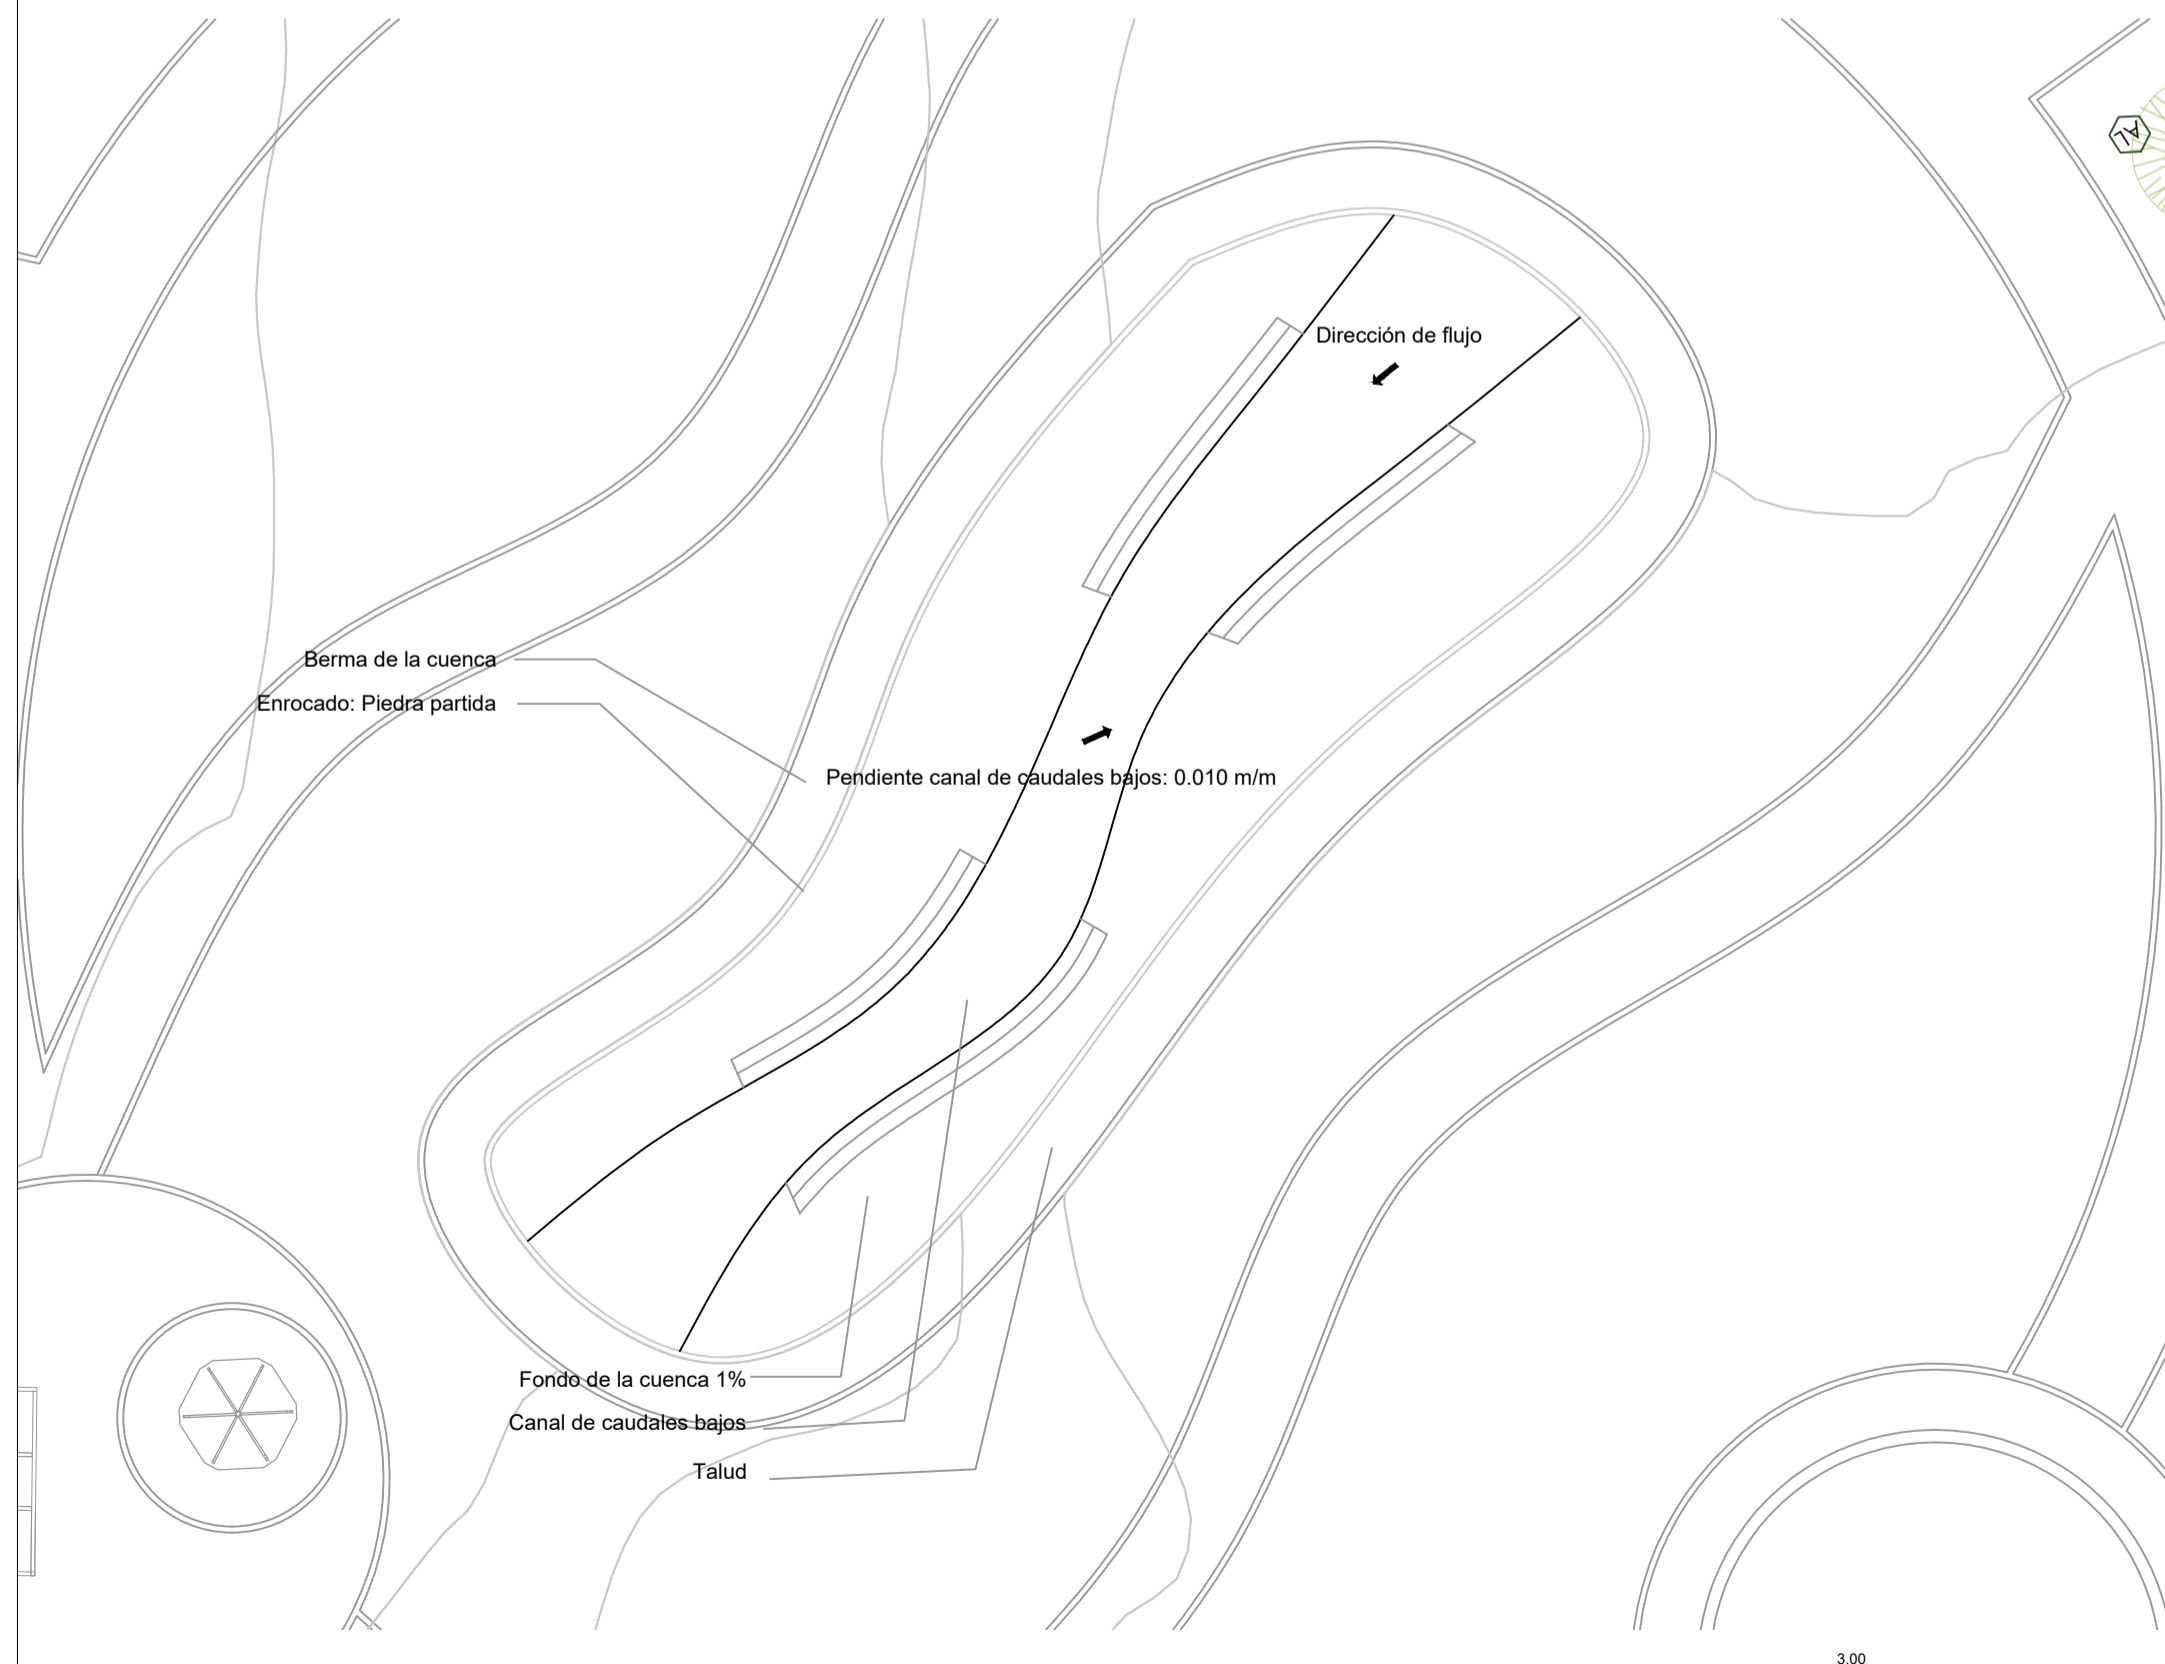 AL
Dirección de flujo
Berma de la cuenca
Enrocado: Piedra partida
Pendiente canal de caudales bajos: 0.010 m/m
Fondo de la cuenca 1%
Canal de caudales bajos
Talud
3.00